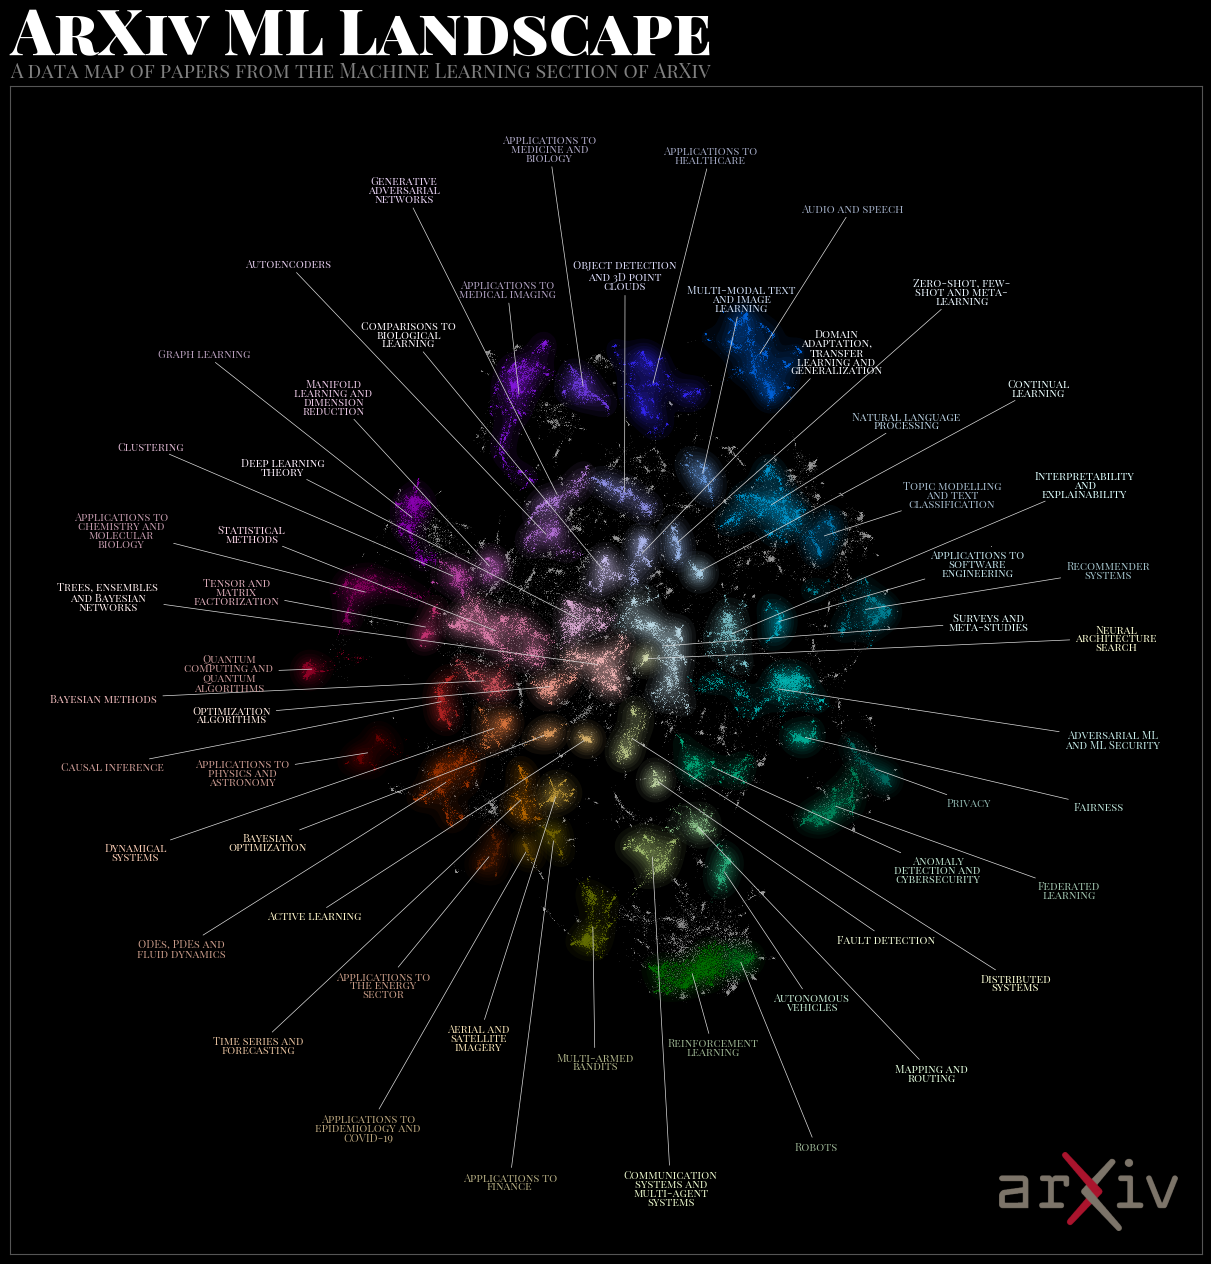 ArXiv ML Landscape
A data map of papers from the Machine Learning section of ArXiv
Applications to
medicine and
biology
Applications to
healthcare
Generative
adversarial
networks
Audio and speech
Autoencoders
Object detection
and 3D point
clouds
Applications to
medical imaging
Multi-modal text
and image
learning
Zero-shot, few-
shot and meta-
learning
Comparisons to
biological
learning
Domain
adaptation,
transfer
learning and
generalization
Graph learning
Manifold
learning and
dimension
reduction
Continual
learning
Natural language
processing
Clustering
Deep learning
theory
Interpretability
and
explainability
Topic modelling
and text
classification
Applications to
chemistry and
molecular
biology
Statistical
methods
Applications to
software
engineering
Recommender
systems
Trees, ensembles
and Bayesian
networks
Tensor and
matrix
factorization
Surveys and
meta-studies
Neural
architecture
search
Quantum
computing and
quantum
algorithms
Bayesian methods
Optimization
algorithms
Adversarial ML
and ML Security
Causal inference
Applications to
physics and
astronomy
Privacy
Fairness
Dynamical
systems
Bayesian
optimization
Anomaly
detection and
cybersecurity
Federated
learning
Active learning
ODEs, PDEs and
fluid dynamics
Fault detection
Applications to
the energy
sector
Distributed
systems
Autonomous
vehicles
Time series and
forecasting
Aerial and
satellite
imagery
Multi-armed
bandits
Reinforcement
learning
Mapping and
routing
Applications to
epidemiology and
COVID-19
Robots
Applications to
finance
Communication
systems and
multi-agent
systems
arXiv